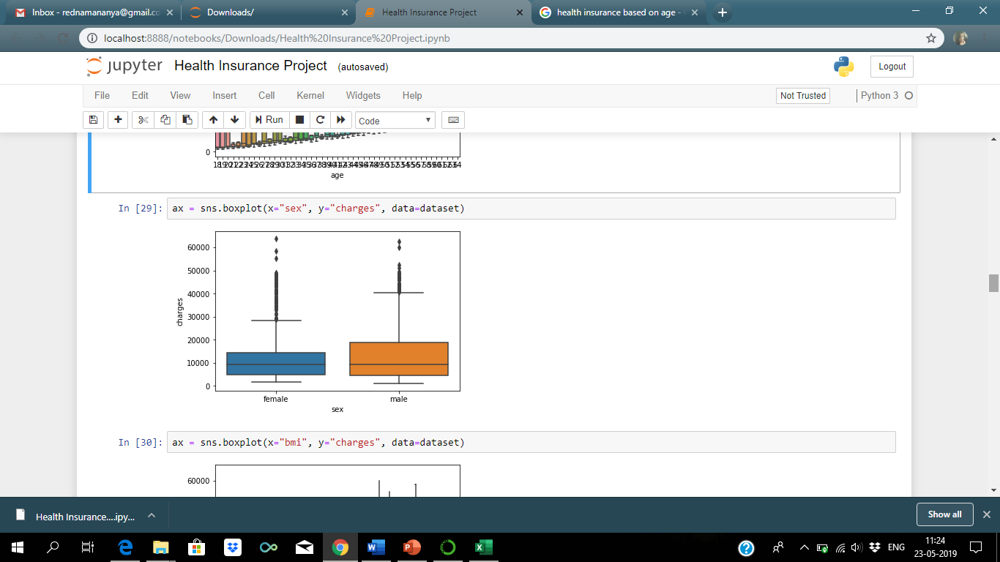 Inbox - rednamananya@gmail.co
Downloads/
Health Insurance Project
health insurance based on age -
localhost:8888/notebooks/Downloads/Health%20Insurance%20Project.ipynb
jupyter Health Insurance Project (autosaved)
Logout
File Edit View Insert Cell Kernel Widgets Help
Not Trusted
Python 3
Run
Code
0
age
In [29]: ax = sns.boxplot(x="sex", y="charges", data=dataset)
60000
50000
40000
30000
20000
10000
0
charges
female male
sex
In [30]: ax = sns.boxplot(x="bmi", y="charges", data=dataset)
60000
Health Insurance....ipy...
Show all
ENG
11:24
23-05-2019